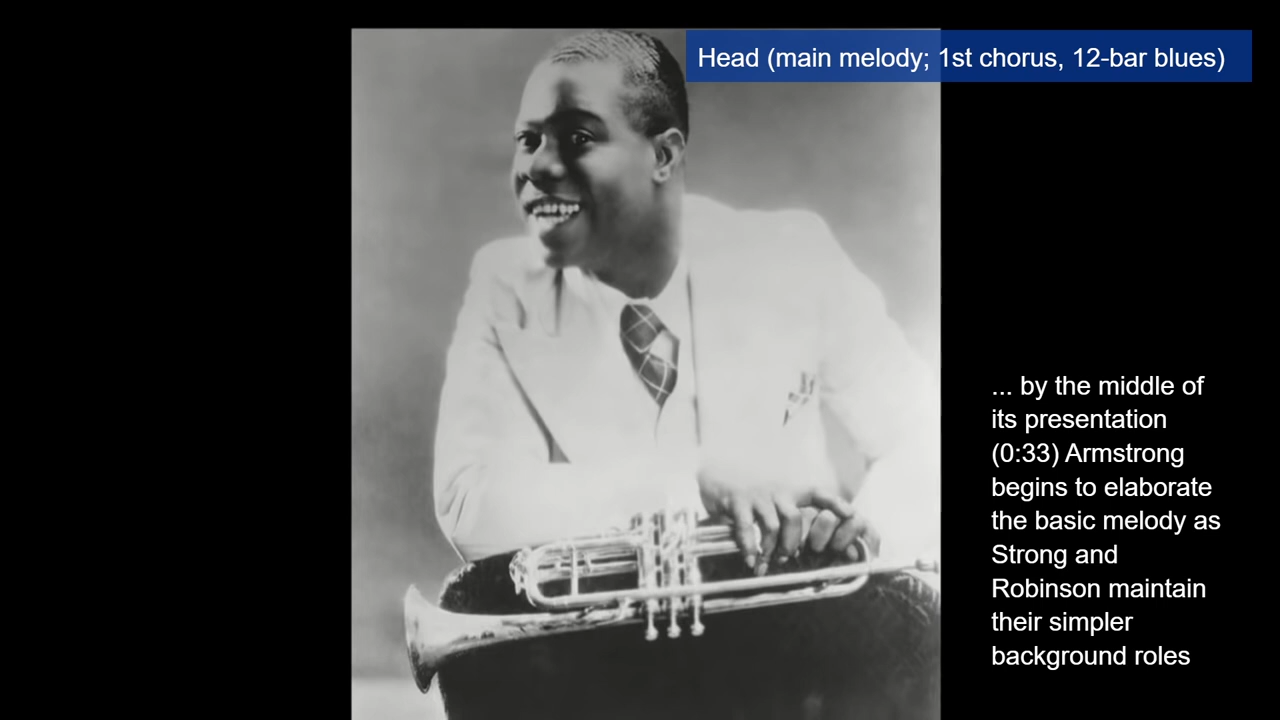 Head (main melody; 1st chorus, 12-bar blues)
... by the middle of
its presentation
(0:33) Armstrong
begins to elaborate
the basic melody as
Strong and
Robinson maintain
their simpler
background roles